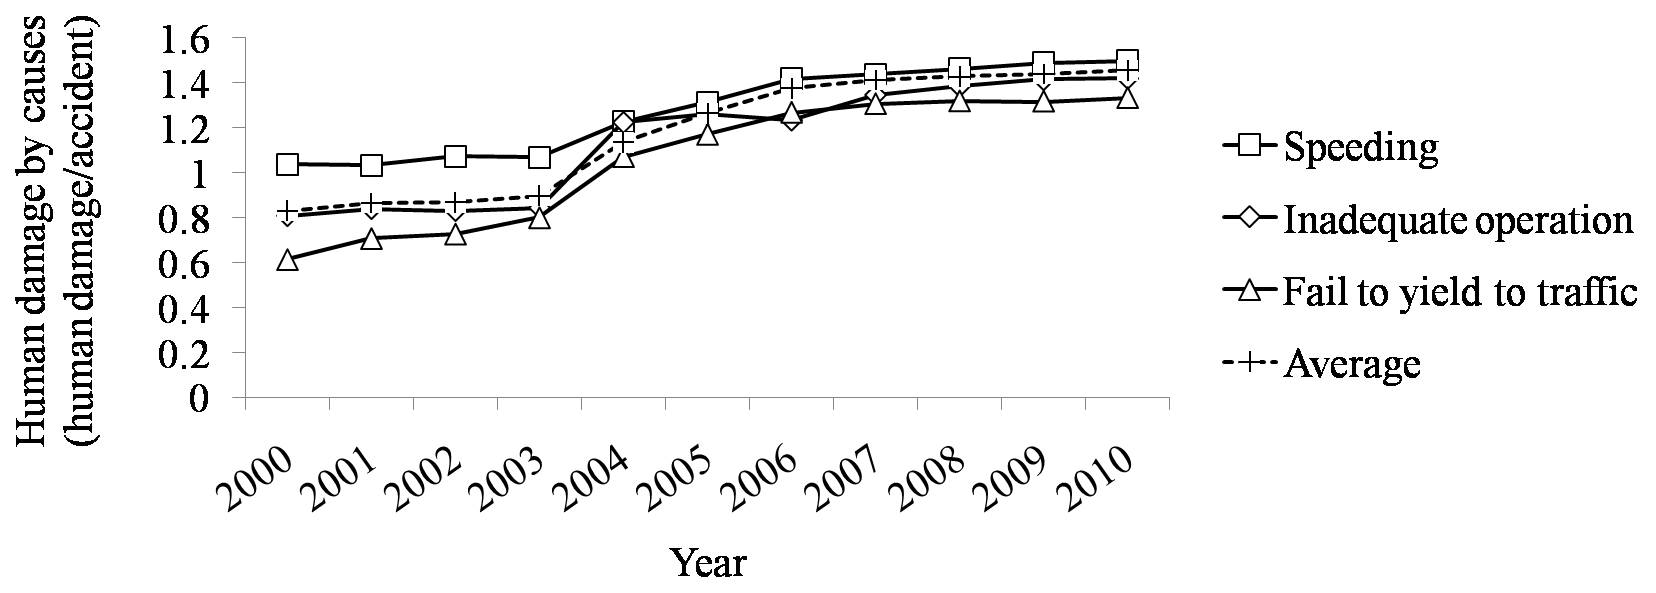 Human damage by causes
(human damage/accident)
1.6
1.4
1.2
1
0.8
0.6
0.4
0.2
0
2000
2001
2002
2003
2004
2005
2006
2007
2008
2009
2010
Year
Speeding
Inadequate operation
Fail to yield to traffic
Average